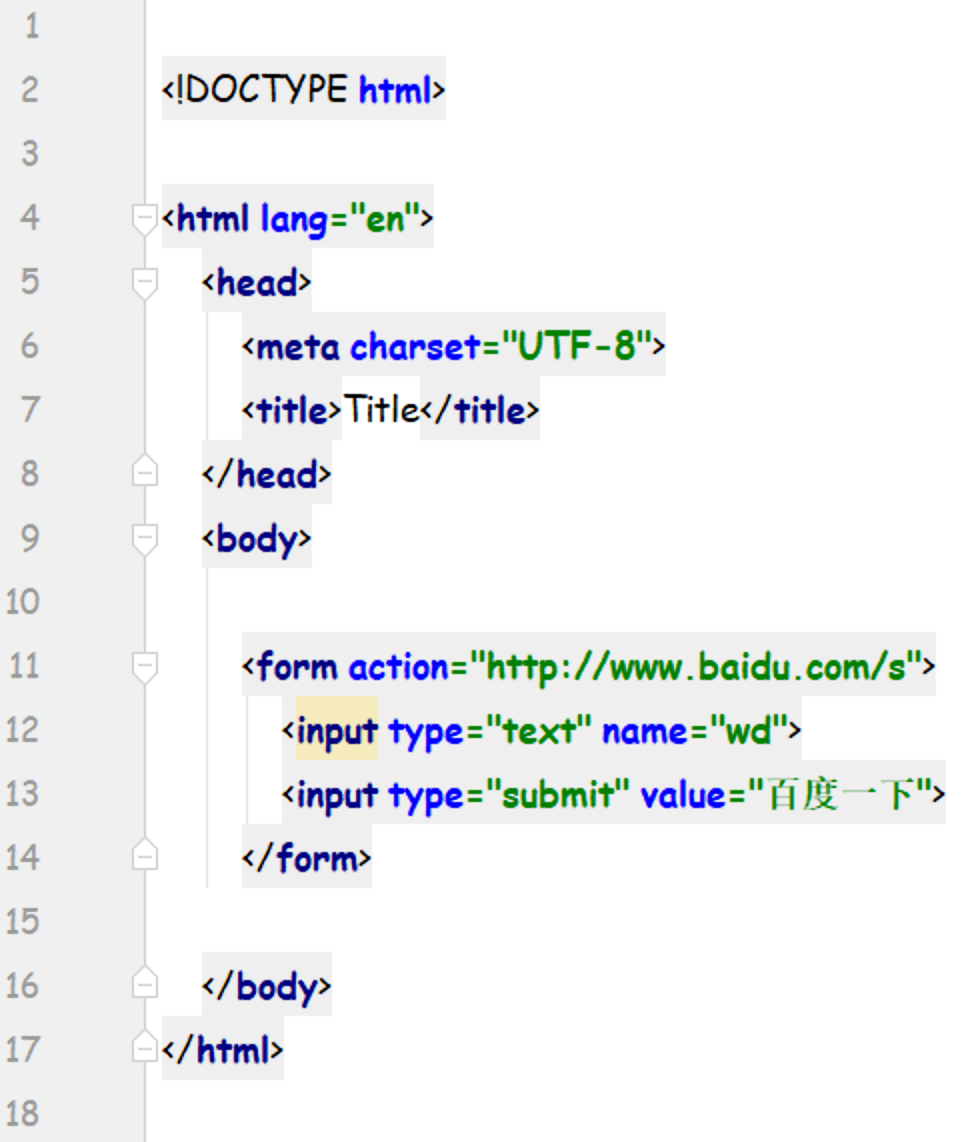 1
2 <!DOCTYPE html>
3
4 <html lang="en">
5 <head>
6 <meta charset="UTF-8">
7 <title>Title</title>
8 </head>
9 <body>
10
11 <form action="http://www.baidu.com/s">
12 <input type="text" name="wd">
13 <input type="submit" value="百度一下">
14 </form>
15
16 </body>
17 </html>
18